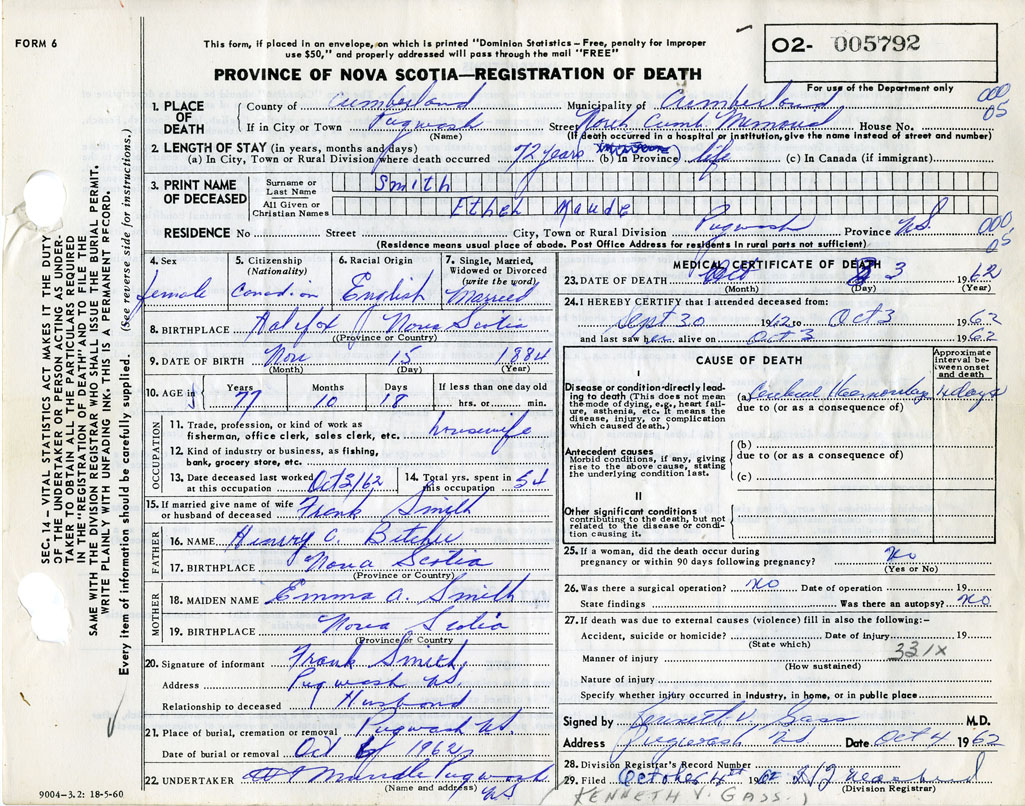 FORM 6
This form, if placed in an envelope, on which is printed "Dominion Statistics – Free, penalty for improper
use $50," and properly addressed will pass through the mail "FREE"
O2- 005792
For use of the Department only
PROVINCE OF NOVA SCOTIA—REGISTRATION OF DEATH
000
05
1. PLACE OF DEATH
County of Cumberland Municipality of Cumberland
If in City or Town Pugwash Street North Cumb. Memorial House No.
(Name) (If death occurred in a hospital or institution, give the name instead of street and number)
2. LENGTH OF STAY (in years, months and days)
(a) In City, Town or Rural Division where death occurred 72 years (b) In Province life (c) In Canada (if immigrant)
3. PRINT NAME OF DECEASED
Surname or Last Name Smith
All Given or Christian Names Ethel Maude
RESIDENCE No. Street City, Town or Rural Division Pugwash Province N.S.
000,
05
(Residence means usual place of abode. Post Office Address for residents in rural parts not sufficient)
4. Sex female
5. Citizenship (Nationality) Canadian
6. Racial Origin English
7. Single, Married, Widowed or Divorced (write the word) Married
8. BIRTHPLACE Halifax, Nova Scotia
(Province or Country)
9. DATE OF BIRTH Nov 15 1884
(Month) (Day) (Year)
10. AGE in Years 77 Months 10 Days 18 If less than one day old hrs. or min.
OCCUPATION
11. Trade, profession, or kind of work as fisherman, office clerk, sales clerk, etc. housewife
12. Kind of industry or business, as fishing, bank, grocery store, etc.
13. Date deceased last worked at this occupation Oct 3/62
14. Total yrs. spent in this occupation 54
15. If married give name of wife or husband of deceased Frank Smith
FATHER
16. NAME Henry C.
17. BIRTHPLACE Nova Scotia
(Province or Country)
MOTHER
18. MAIDEN NAME Emma A. Smith
19. BIRTHPLACE Nova Scotia
(Province or Country)
20. Signature of informant Frank Smith
Address Pugwash N.S.
Relationship to deceased Husband
21. Place of burial, cremation or removal Pugwash N.S.
Date of burial or removal Oct 6 1962
22. UNDERTAKER Pugwash NS
(Name and address)
9004-3.2: 18-5-60
MEDICAL CERTIFICATE OF DEATH
23. DATE OF DEATH Oct 3 1962
(Month) (Day) (Year)
24. I HEREBY CERTIFY that I attended deceased from:
Sept 30 1962 to Oct 3 1962
and last saw her alive on Oct 3 1962
CAUSE OF DEATH
Approximate interval between onset and death
I
Disease or condition directly leading to death (This does not mean the mode of dying, e.g., heart failure, asthenia, etc. It means the disease, injury, or complication which caused death.)
(a) Cerebral Hemorrhage 4 days
due to (or as a consequence of)
Antecedent causes
Morbid conditions, if any, giving rise to the above cause, stating the underlying condition last.
(b)
due to (or as a consequence of)
(c)
II
Other significant conditions
contributing to the death, but not related to the disease or condition causing it.
25. If a woman, did the death occur during
pregnancy or within 90 days following pregnancy? No
(Yes or No)
26. Was there a surgical operation? No Date of operation 19
State findings Was there an autopsy? No
27. If death was due to external causes (violence) fill in also the following:–
Accident, suicide or homicide? Date of injury 19
(State which)
331X
Manner of injury
(How sustained)
Nature of injury
Specify whether injury occurred in industry, in home, or in public place
Signed by Kenneth V. Gass M.D.
Address Pugwash NS Date Oct 4 1962
28. Division Registrar's Record Number
29. Filed October 4th 1962
(Division Registrar)
KENNETH V. GASS
SEC. 14 – VITAL STATISTICS ACT MAKES IT THE DUTY
OF THE UNDERTAKER OR PERSON ACTING AS UNDER-
TAKER "TO OBTAIN ALL THE PARTICULARS REQUIRED
IN THE "REGISTRATION OF DEATH" AND TO FILE THE
SAME WITH THE DIVISION REGISTRAR WHO SHALL ISSUE THE BURIAL PERMIT.
WRITE PLAINLY WITH UNFADING INK. THIS IS A PERMANENT RECORD.
Every item of information should be carefully supplied. (See reverse side for instructions.)